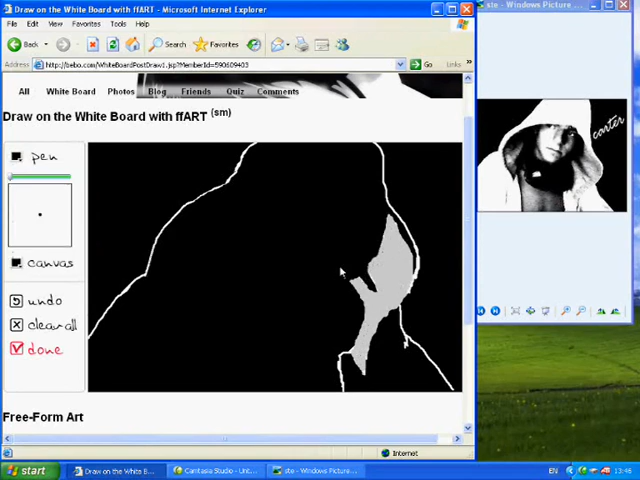 Draw on the White Board with ffART - Microsoft Internet Explorer
ste - Windows Picture ...
File Edit View Favorites Tools Help
Back Search Favorites
Address http://bebo.com/WhiteBoardPostDraw1.jsp?MemberId=590609403 Go Links »
All White Board Photos Blog Friends Quiz Comments
Draw on the White Board with ffART (sm)
carter
pen
canvas
undo
clear all
done
Free-Form Art
Internet
start Draw on the White B... Camtasia Studio - Unt... ste - Windows Picture... EN 13:46